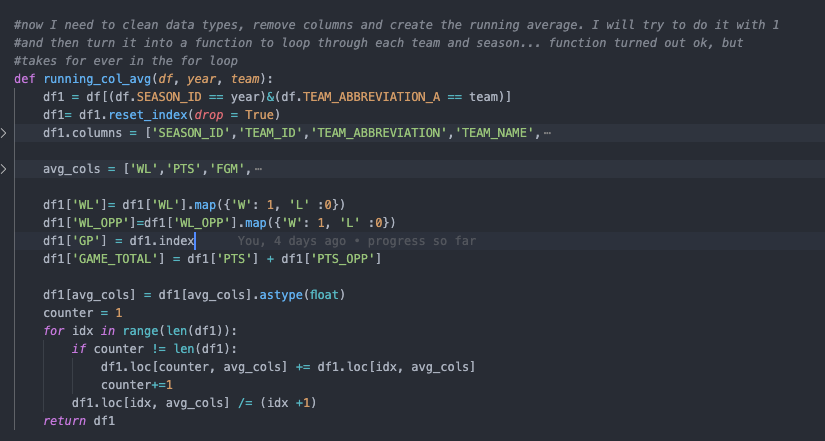 #now I need to clean data types, remove columns and create the running average. I will try to do it with 1
#and then turn it into a function to loop through each team and season... function turned out ok, but
#takes for ever in the for loop
def running_col_avg(df, year, team):
    df1 = df[(df.SEASON_ID == year)&(df.TEAM_ABBREVIATION_A == team)]
    df1= df1.reset_index(drop = True)
    df1.columns = ['SEASON_ID','TEAM_ID','TEAM_ABBREVIATION','TEAM_NAME',⋯
    avg_cols = ['WL','PTS','FGM',⋯
    df1['WL']= df1['WL'].map({'W': 1, 'L' :0})
    df1['WL_OPP']=df1['WL_OPP'].map({'W': 1, 'L' :0})
    df1['GP'] = df1.index You, 4 days ago • progress so far
    df1['GAME_TOTAL'] = df1['PTS'] + df1['PTS_OPP']
    df1[avg_cols] = df1[avg_cols].astype(float)
    counter = 1
    for idx in range(len(df1)):
        if counter != len(df1):
            df1.loc[counter, avg_cols] += df1.loc[idx, avg_cols]
            counter+=1
        df1.loc[idx, avg_cols] /= (idx +1)
    return df1